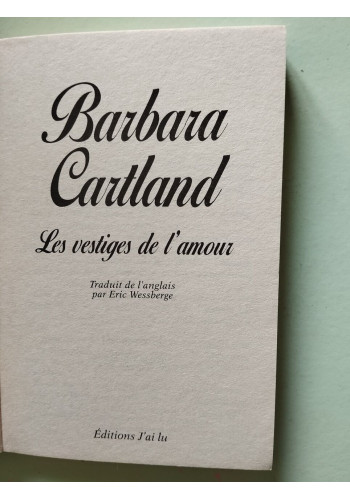 Barbara
Cartland
Les vestiges de l'amour
Traduit de l'anglais
par Eric Wessberge
Éditions J'ai lu